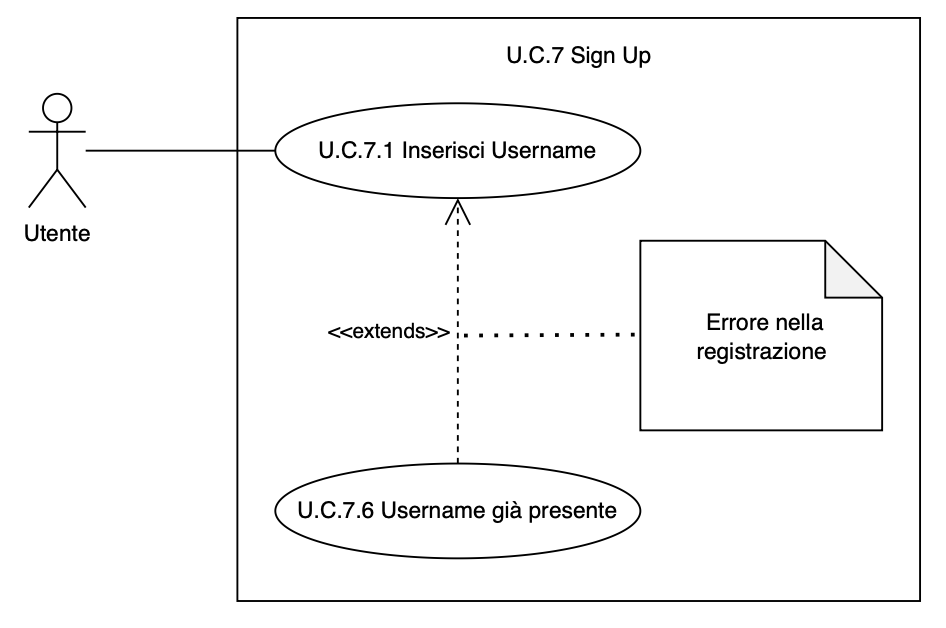 U.C.7 Sign Up
U.C.7.1 Inserisci Username
Utente
<<extends>>
Errore nella
registrazione
U.C.7.6 Username già presente